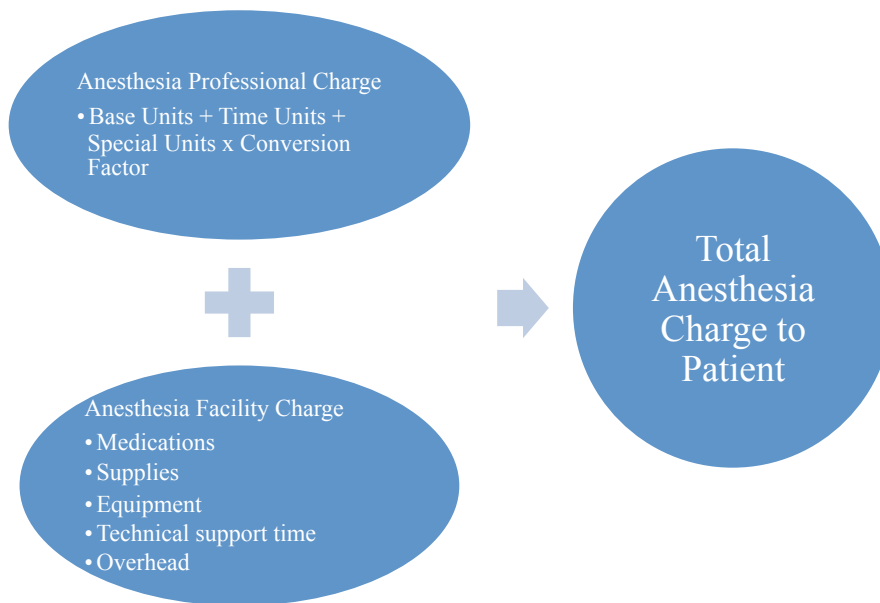 Anesthesia Professional Charge
• Base Units + Time Units +
Special Units x Conversion
Factor
Anesthesia Facility Charge
• Medications
• Supplies
• Equipment
• Technical support time
• Overhead
Total
Anesthesia
Charge to
Patient